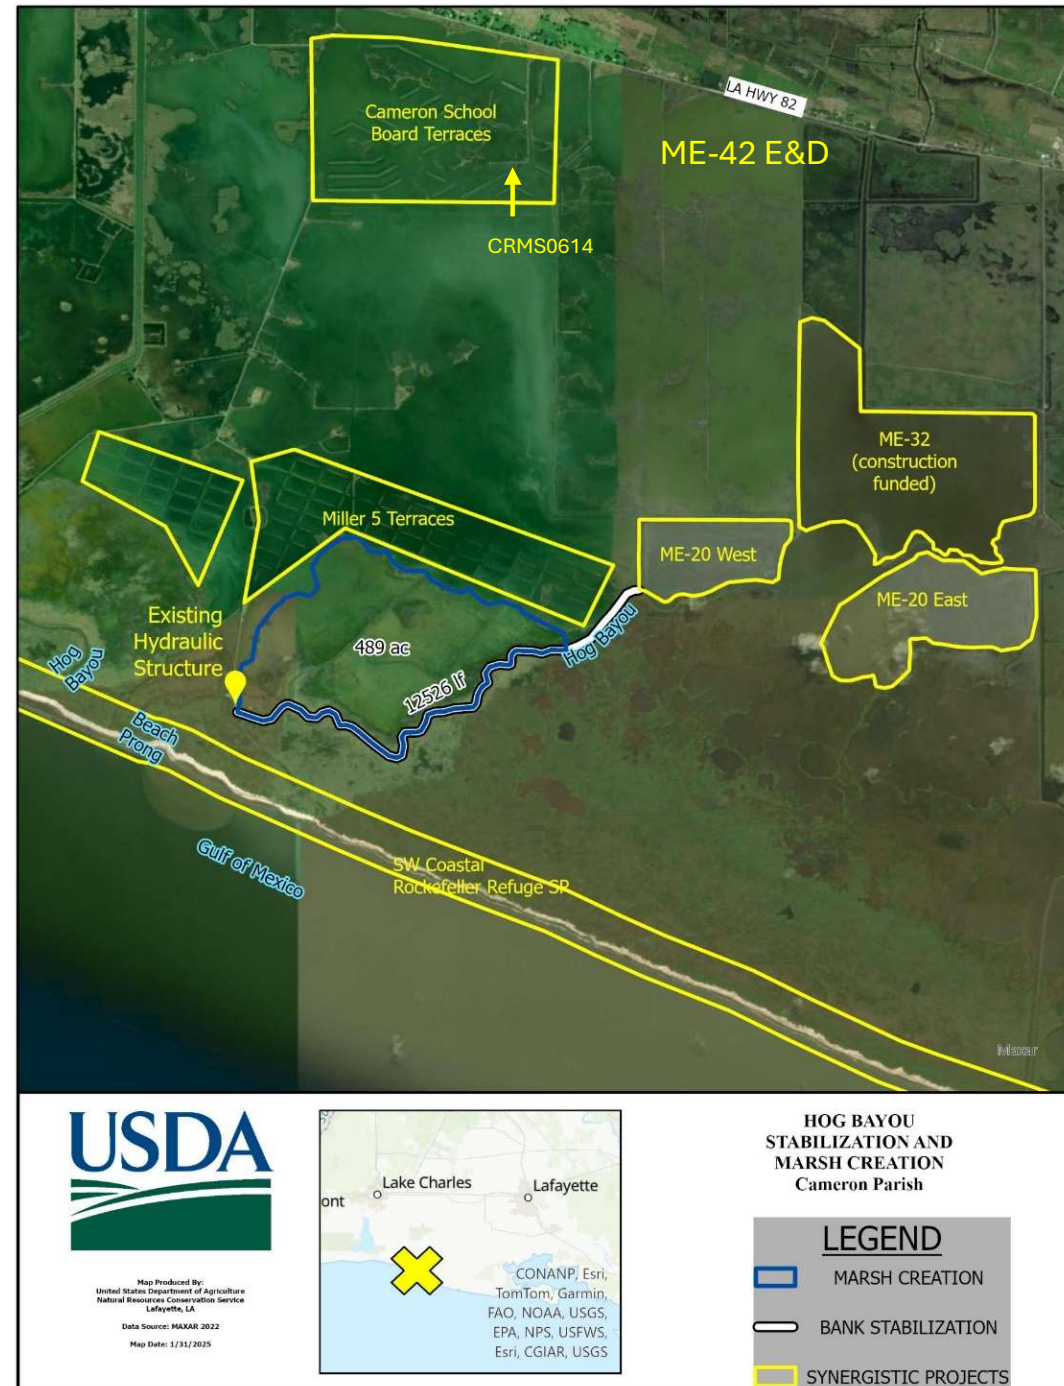 LA HWY 82
Cameron School
Board Terraces
ME-42 E&D
CRMS0614
ME-32
(construction
funded)
Miller 5 Terraces
ME-20 West
ME-20 East
Existing
Hydraulic
Structure
Hog Bayou
489 ac
12526 lf
Hog
Bayou
Beach
Prong
Gulf of Mexico
SW Coastal
Rockefeller Refuge SP
Maxar
USDA
Map Produced By:
United States Department of Agriculture
Natural Resources Conservation Service
Lafayette, LA
Data Source: MAXAR 2022
Map Date: 1/31/2025
Lake Charles
Lafayette
ont
CONANP, Esri,
TomTom, Garmin,
FAO, NOAA, USGS,
EPA, NPS, USFWS,
Esri, CGIAR, USGS
HOG BAYOU
STABILIZATION AND
MARSH CREATION
Cameron Parish
LEGEND
MARSH CREATION
BANK STABILIZATION
SYNERGISTIC PROJECTS